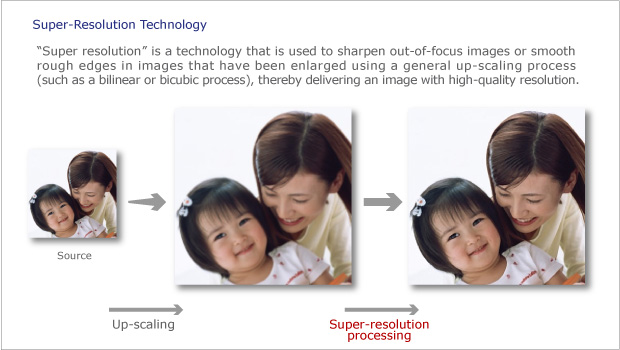 Super-Resolution Technology
“Super resolution” is a technology that is used to sharpen out-of-focus images or smooth
rough edges in images that have been enlarged using a general up-scaling process
(such as a bilinear or bicubic process), thereby delivering an image with high-quality resolution.
Source
Up-scaling
Super-resolution
processing